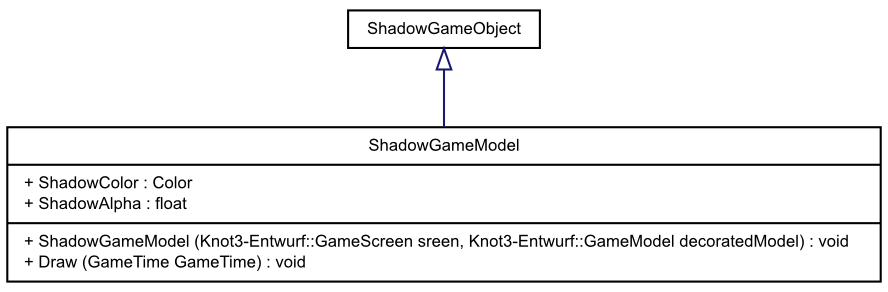 ShadowGameObject
ShadowGameModel
+ ShadowColor : Color
+ ShadowAlpha : float
+ ShadowGameModel (Knot3-Entwurf::GameScreen sreen, Knot3-Entwurf::GameModel decoratedModel) : void
+ Draw (GameTime GameTime) : void